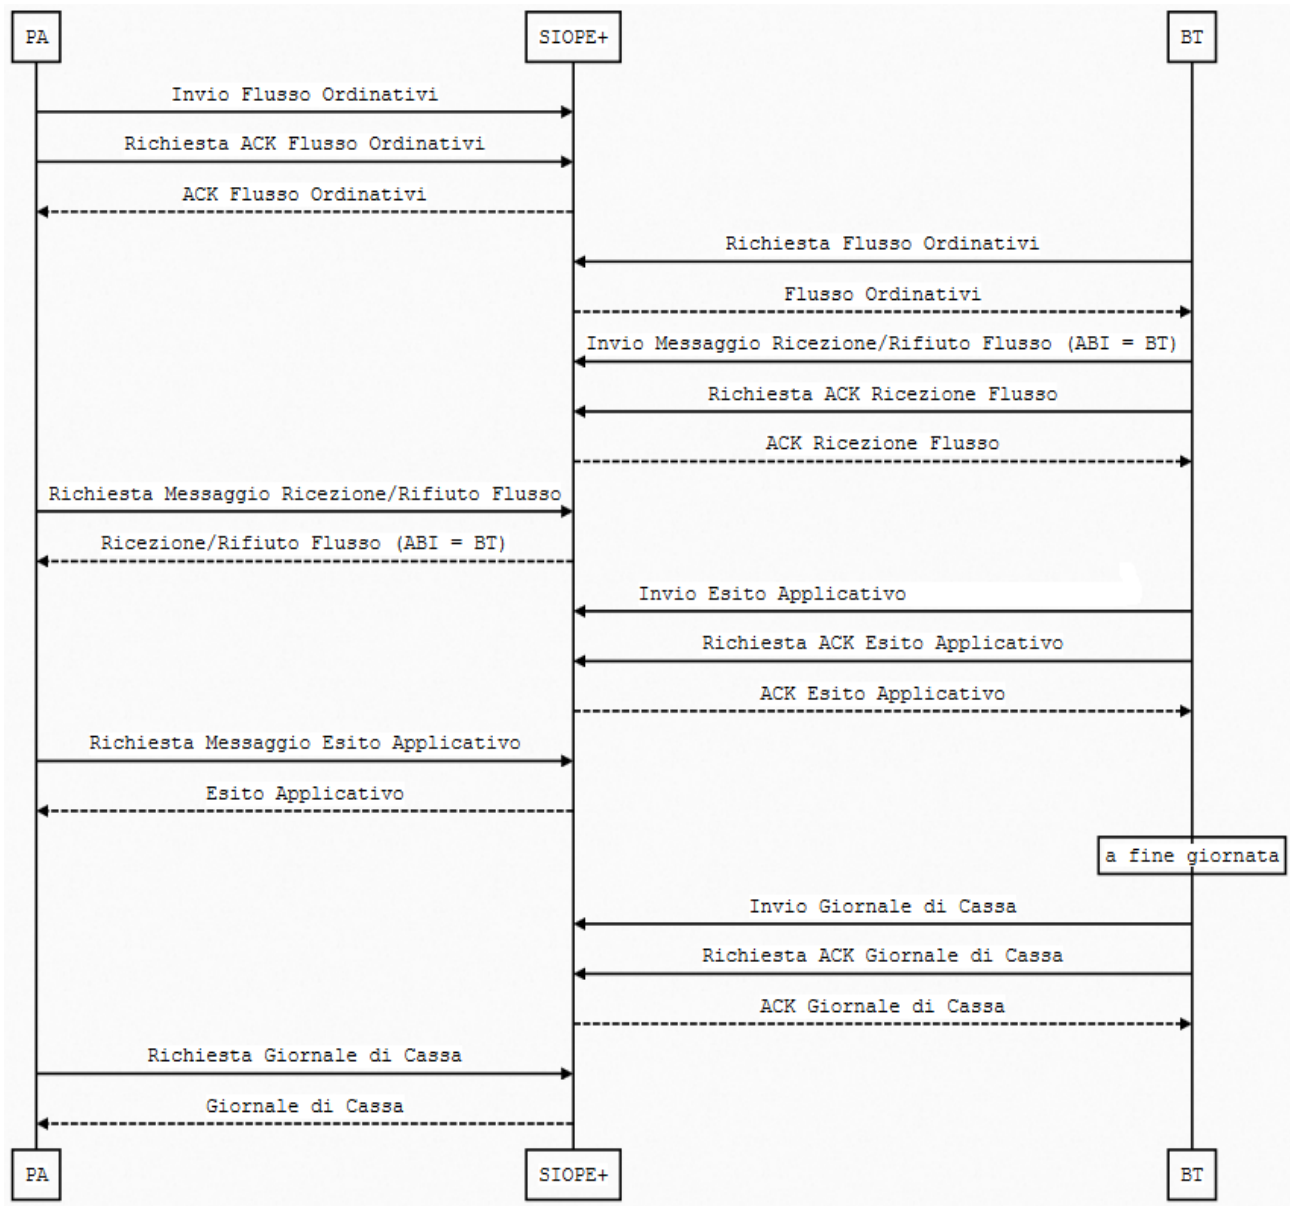 PA SIOPE+ BT
Invio Flusso Ordinativi
Richiesta ACK Flusso Ordinativi
ACK Flusso Ordinativi
Richiesta Flusso Ordinativi
Flusso Ordinativi
Invio Messaggio Ricezione/Rifiuto Flusso (ABI = BT)
Richiesta ACK Ricezione Flusso
ACK Ricezione Flusso
Richiesta Messaggio Ricezione/Rifiuto Flusso
Ricezione/Rifiuto Flusso (ABI = BT)
Invio Esito Applicativo
Richiesta ACK Esito Applicativo
ACK Esito Applicativo
Richiesta Messaggio Esito Applicativo
Esito Applicativo
a fine giornata
Invio Giornale di Cassa
Richiesta ACK Giornale di Cassa
ACK Giornale di Cassa
Richiesta Giornale di Cassa
Giornale di Cassa
PA SIOPE+ BT